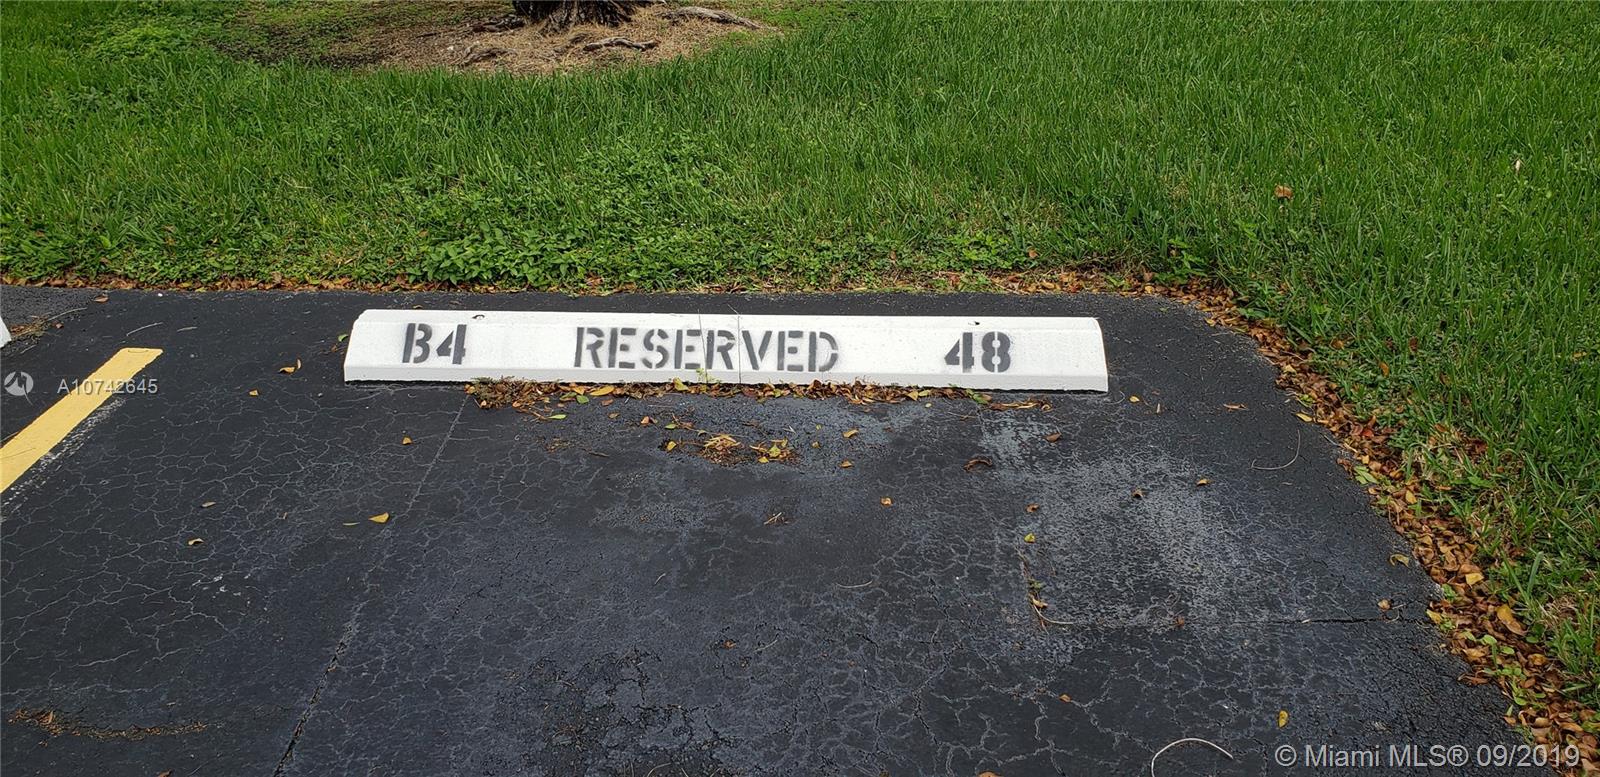 B4 RESERVED 48
A10742645
© Miami MLS® 09/2019